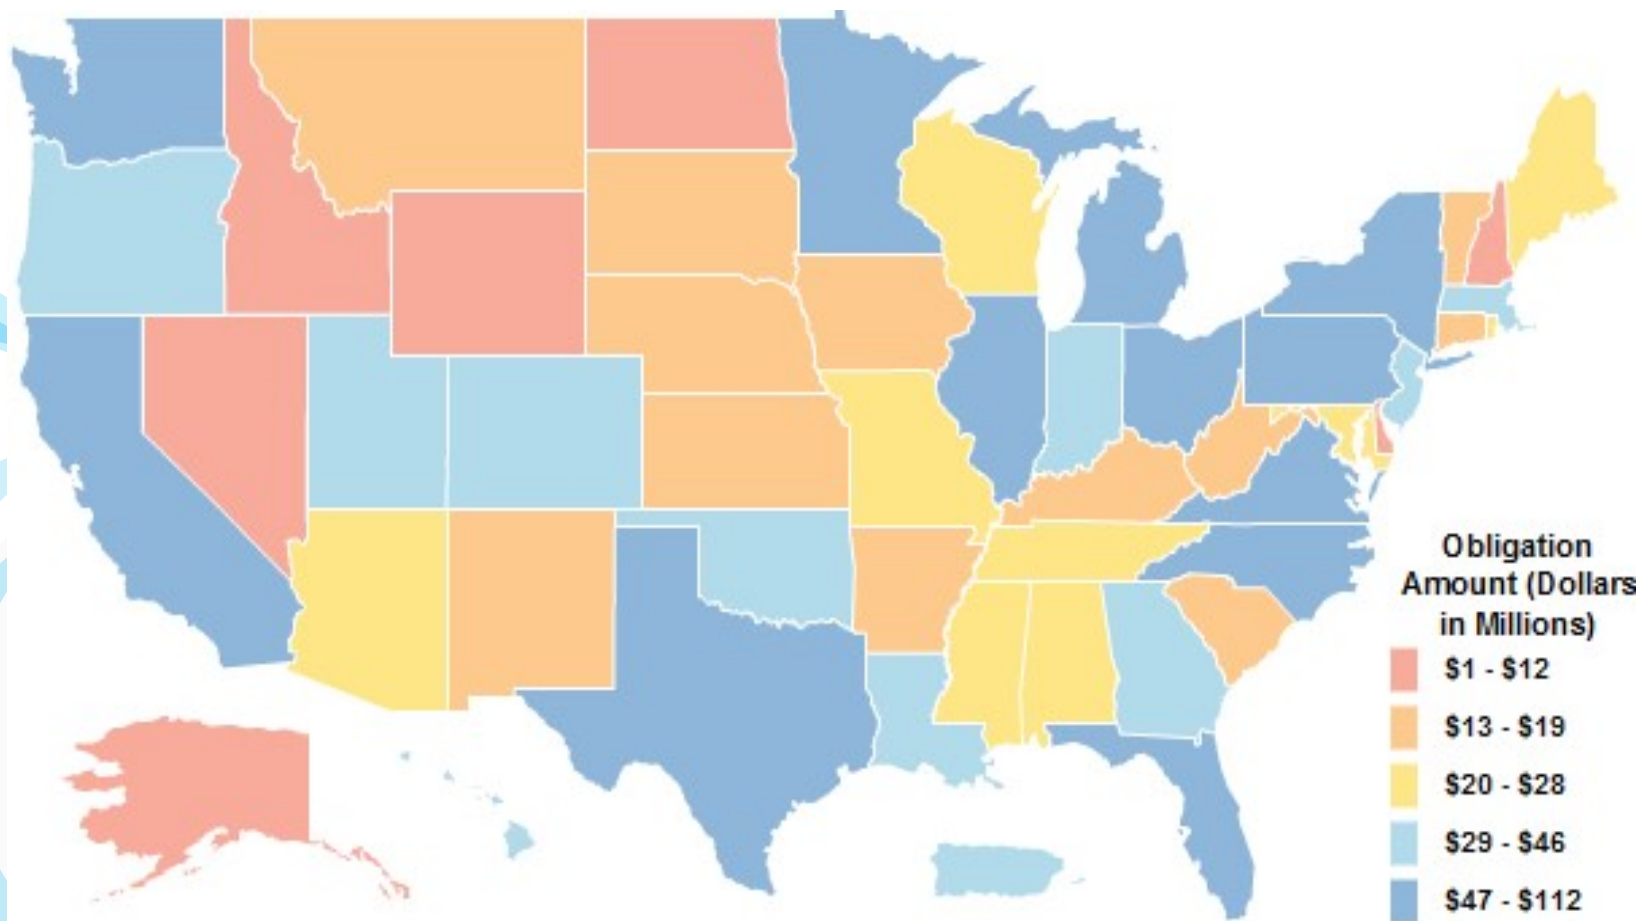 Obligation
Amount (Dollars
in Millions)
$1 - $12
$13 - $19
$20 - $28
$29 - $46
$47 - $112